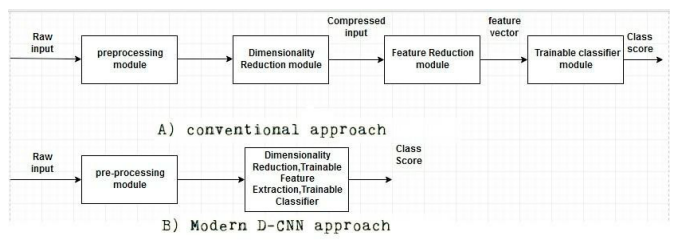 Raw
input
preprocessing
module
Dimensionality
Reduction module
Compressed
input
Feature Reduction
module
feature
vector
Trainable classifier
module
Class
score
A) conventional approach
Raw
input
pre-processing
module
Dimensionality
Reduction,Trainable
Feature
Extraction,Trainable
Classifier
Class
Score
B) Modern D-CNN approach